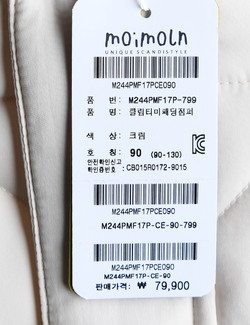 moimoln
UNIQUE SCANDISTYLE
M244PMF17PCE090
품 번: M244PMF17P-799
품 명: 클립티미패딩점퍼
색 상: 크림
호 칭: 90 (90-130)
안전확인신고
확인증번호 : CB015R0172-9015
M244PMF17PCE090
M244PMF17P-CE-90-799
M244PMF17PCE090
M244PMF17P-CE-90
판매가격: ₩ 79,900